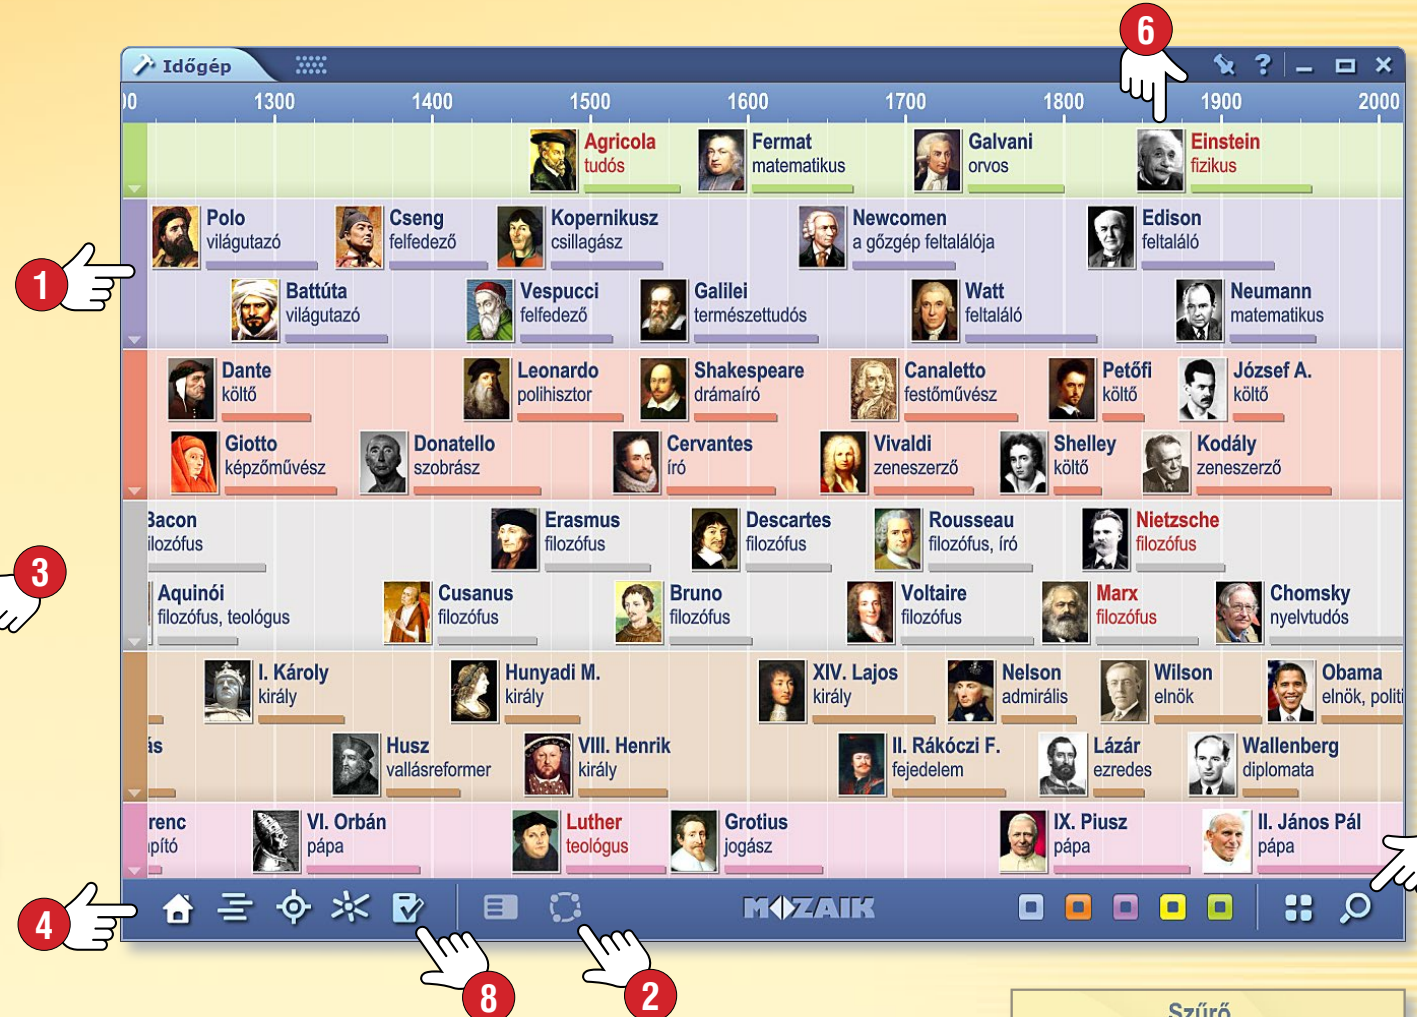 6
Időgép
?
00 1300 1400 1500 1600 1700 1800 1900 2000
Agricola Fermat Galvani Einstein
tudós matematikus orvos fizikus
Polo Cseng Kopernikusz Newcomen Edison
világutazó felfedező csillagász a gőzgép feltalálója feltaláló
1
Battúta Vespucci Galilei Watt Neumann
világutazó felfedező természettudós feltaláló matematikus
Dante Leonardo Shakespeare Canaletto Petőfi József A.
költő polihisztor drámaíró festőművész költő költő
Giotto Donatello Cervantes Vivaldi Shelley Kodály
képzőművész szobrász író zeneszerző költő zeneszerző
Bacon Erasmus Descartes Rousseau Nietzsche
filozófus filozófus filozófus filozófus, író filozófus
3
Aquinói Cusanus Bruno Voltaire Marx Chomsky
filozófus, teológus filozófus filozófus filozófus filozófus nyelvtudós
I. Károly Hunyadi M. XIV. Lajos Nelson Wilson Obama
király király király admirális elnök elnök, politi
ás Husz VIII. Henrik II. Rákóczi F. Lázár Wallenberg
vallásreformer király fejedelem ezredes diplomata
renc VI. Orbán Luther Grotius IX. Piusz II. János Pál
apító pápa teológus jogász pápa pápa
4
MOZAIK
8
2
Szűrő